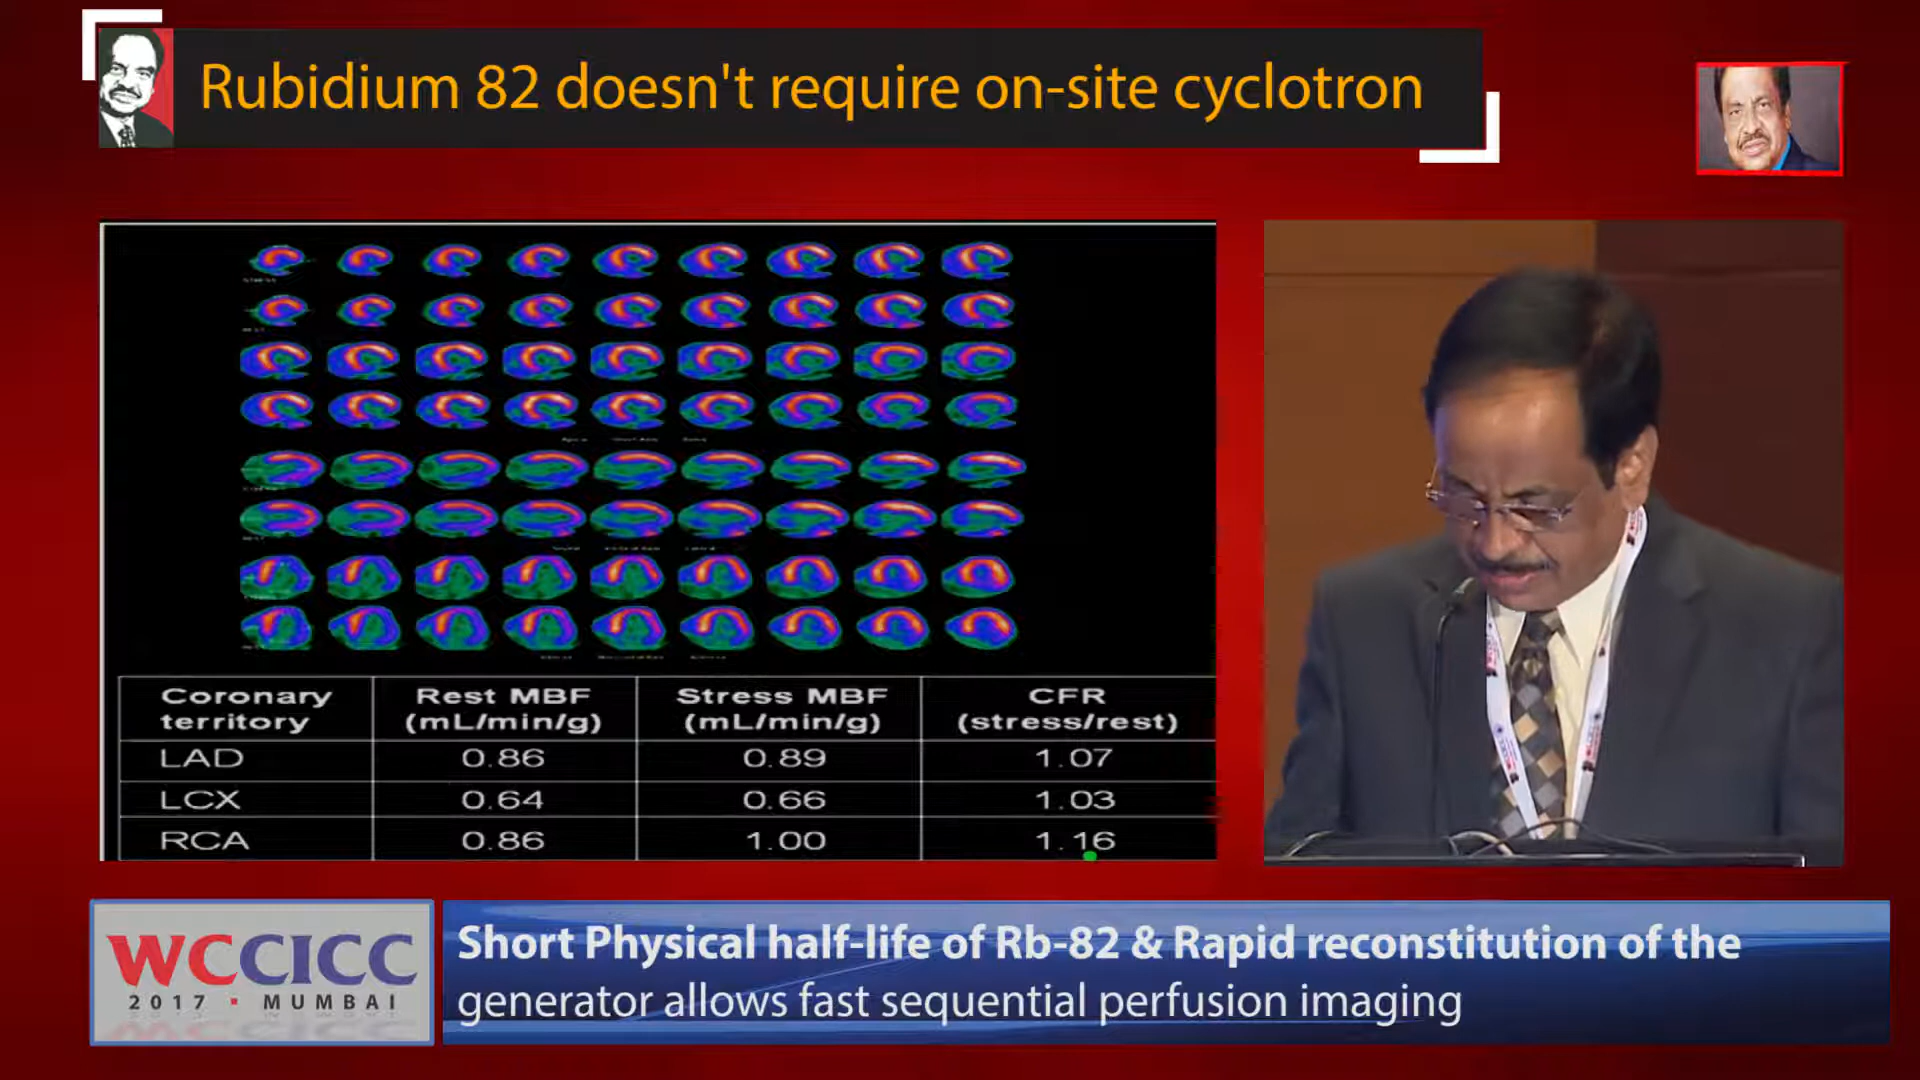 Rubidium 82 doesn't require on-site cyclotron
Coronary territory
Rest MBF (mL/min/g)
Stress MBF (mL/min/g)
CFR (stress/rest)
LAD 0.86 0.89 1.07
LCX 0.64 0.66 1.03
RCA 0.86 1.00 1.16
WCCICC
2017 • MUMBAI
Short Physical half-life of Rb-82 & Rapid reconstitution of the
generator allows fast sequential perfusion imaging